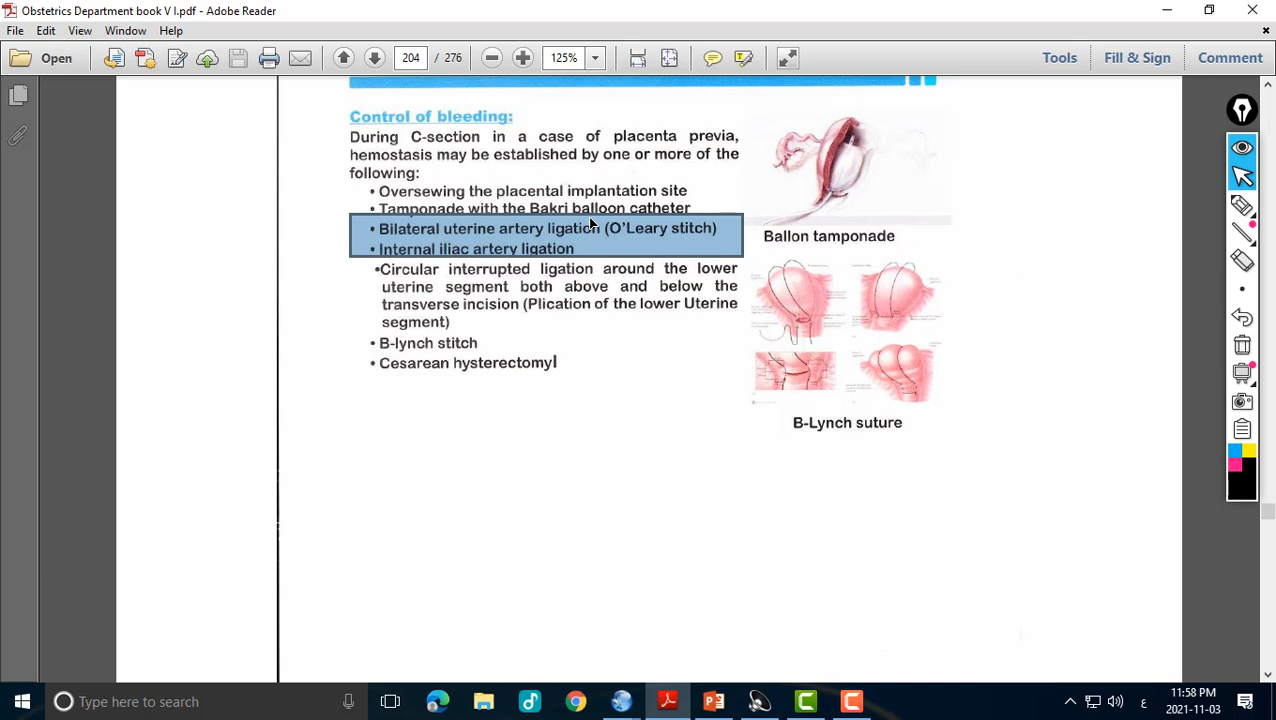 Obstetrics Department book V I.pdf - Adobe Reader
File Edit View Window Help
Open 204 / 276 125% Tools Fill & Sign Comment
Control of bleeding:
During C-section in a case of placenta previa,
hemostasis may be established by one or more of the
following:
• Oversewing the placental implantation site
• Tamponade with the Bakri balloon catheter
• Bilateral uterine artery ligation (O'Leary stitch)
• Internal iliac artery ligation
•Circular interrupted ligation around the lower
uterine segment both above and below the
transverse incision (Plication of the lower Uterine
segment)
• B-lynch stitch
• Cesarean hysterectomyl
Ballon tamponade
B-Lynch suture
Type here to search
ع
11:58 PM
2021-11-03